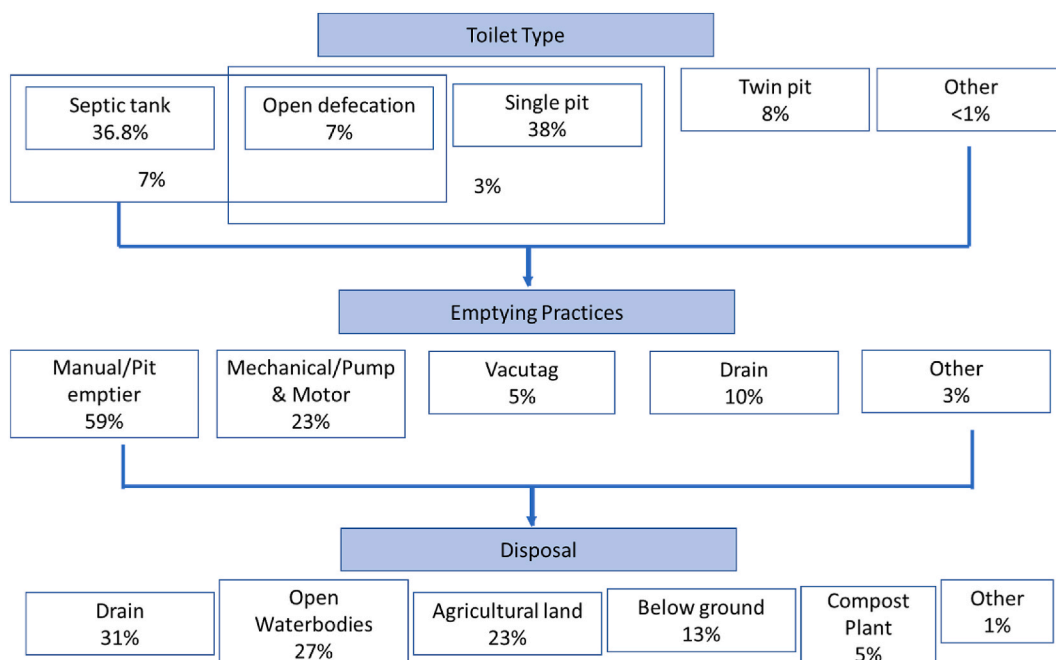 Toilet Type
Septic tank
36.8%
Open defecation
7%
Single pit
38%
Twin pit
8%
Other
<1%
7%
3%
Emptying Practices
Manual/Pit
emptier
59%
Mechanical/Pump
& Motor
23%
Vacutag
5%
Drain
10%
Other
3%
Disposal
Drain
31%
Open
Waterbodies
27%
Agricultural land
23%
Below ground
13%
Compost
Plant
5%
Other
1%